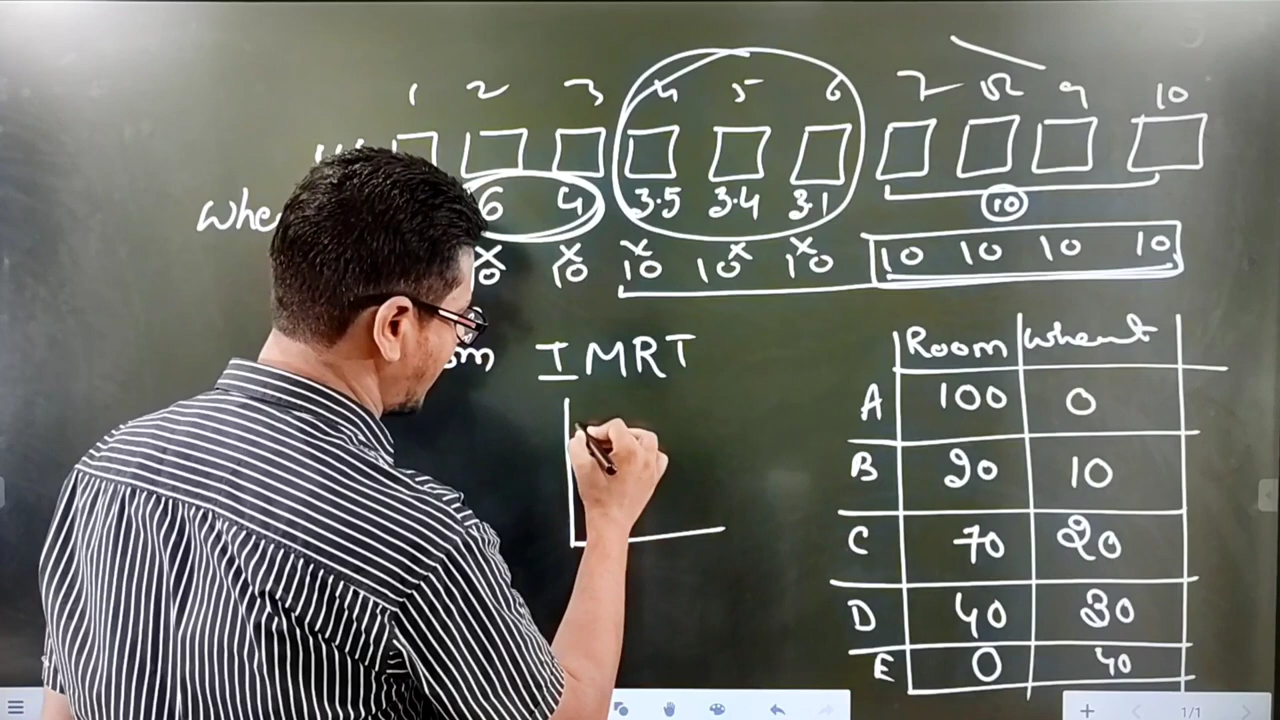 1 2 3 4 5 6 7 8 9 10
6 4 3.5 3.4 3.1 10
10 10 10 10 10 10 10 10 10
IMRT
Room Wheat
A 100 0
B 90 10
C 70 20
D 40 30
E 0 40
1/1